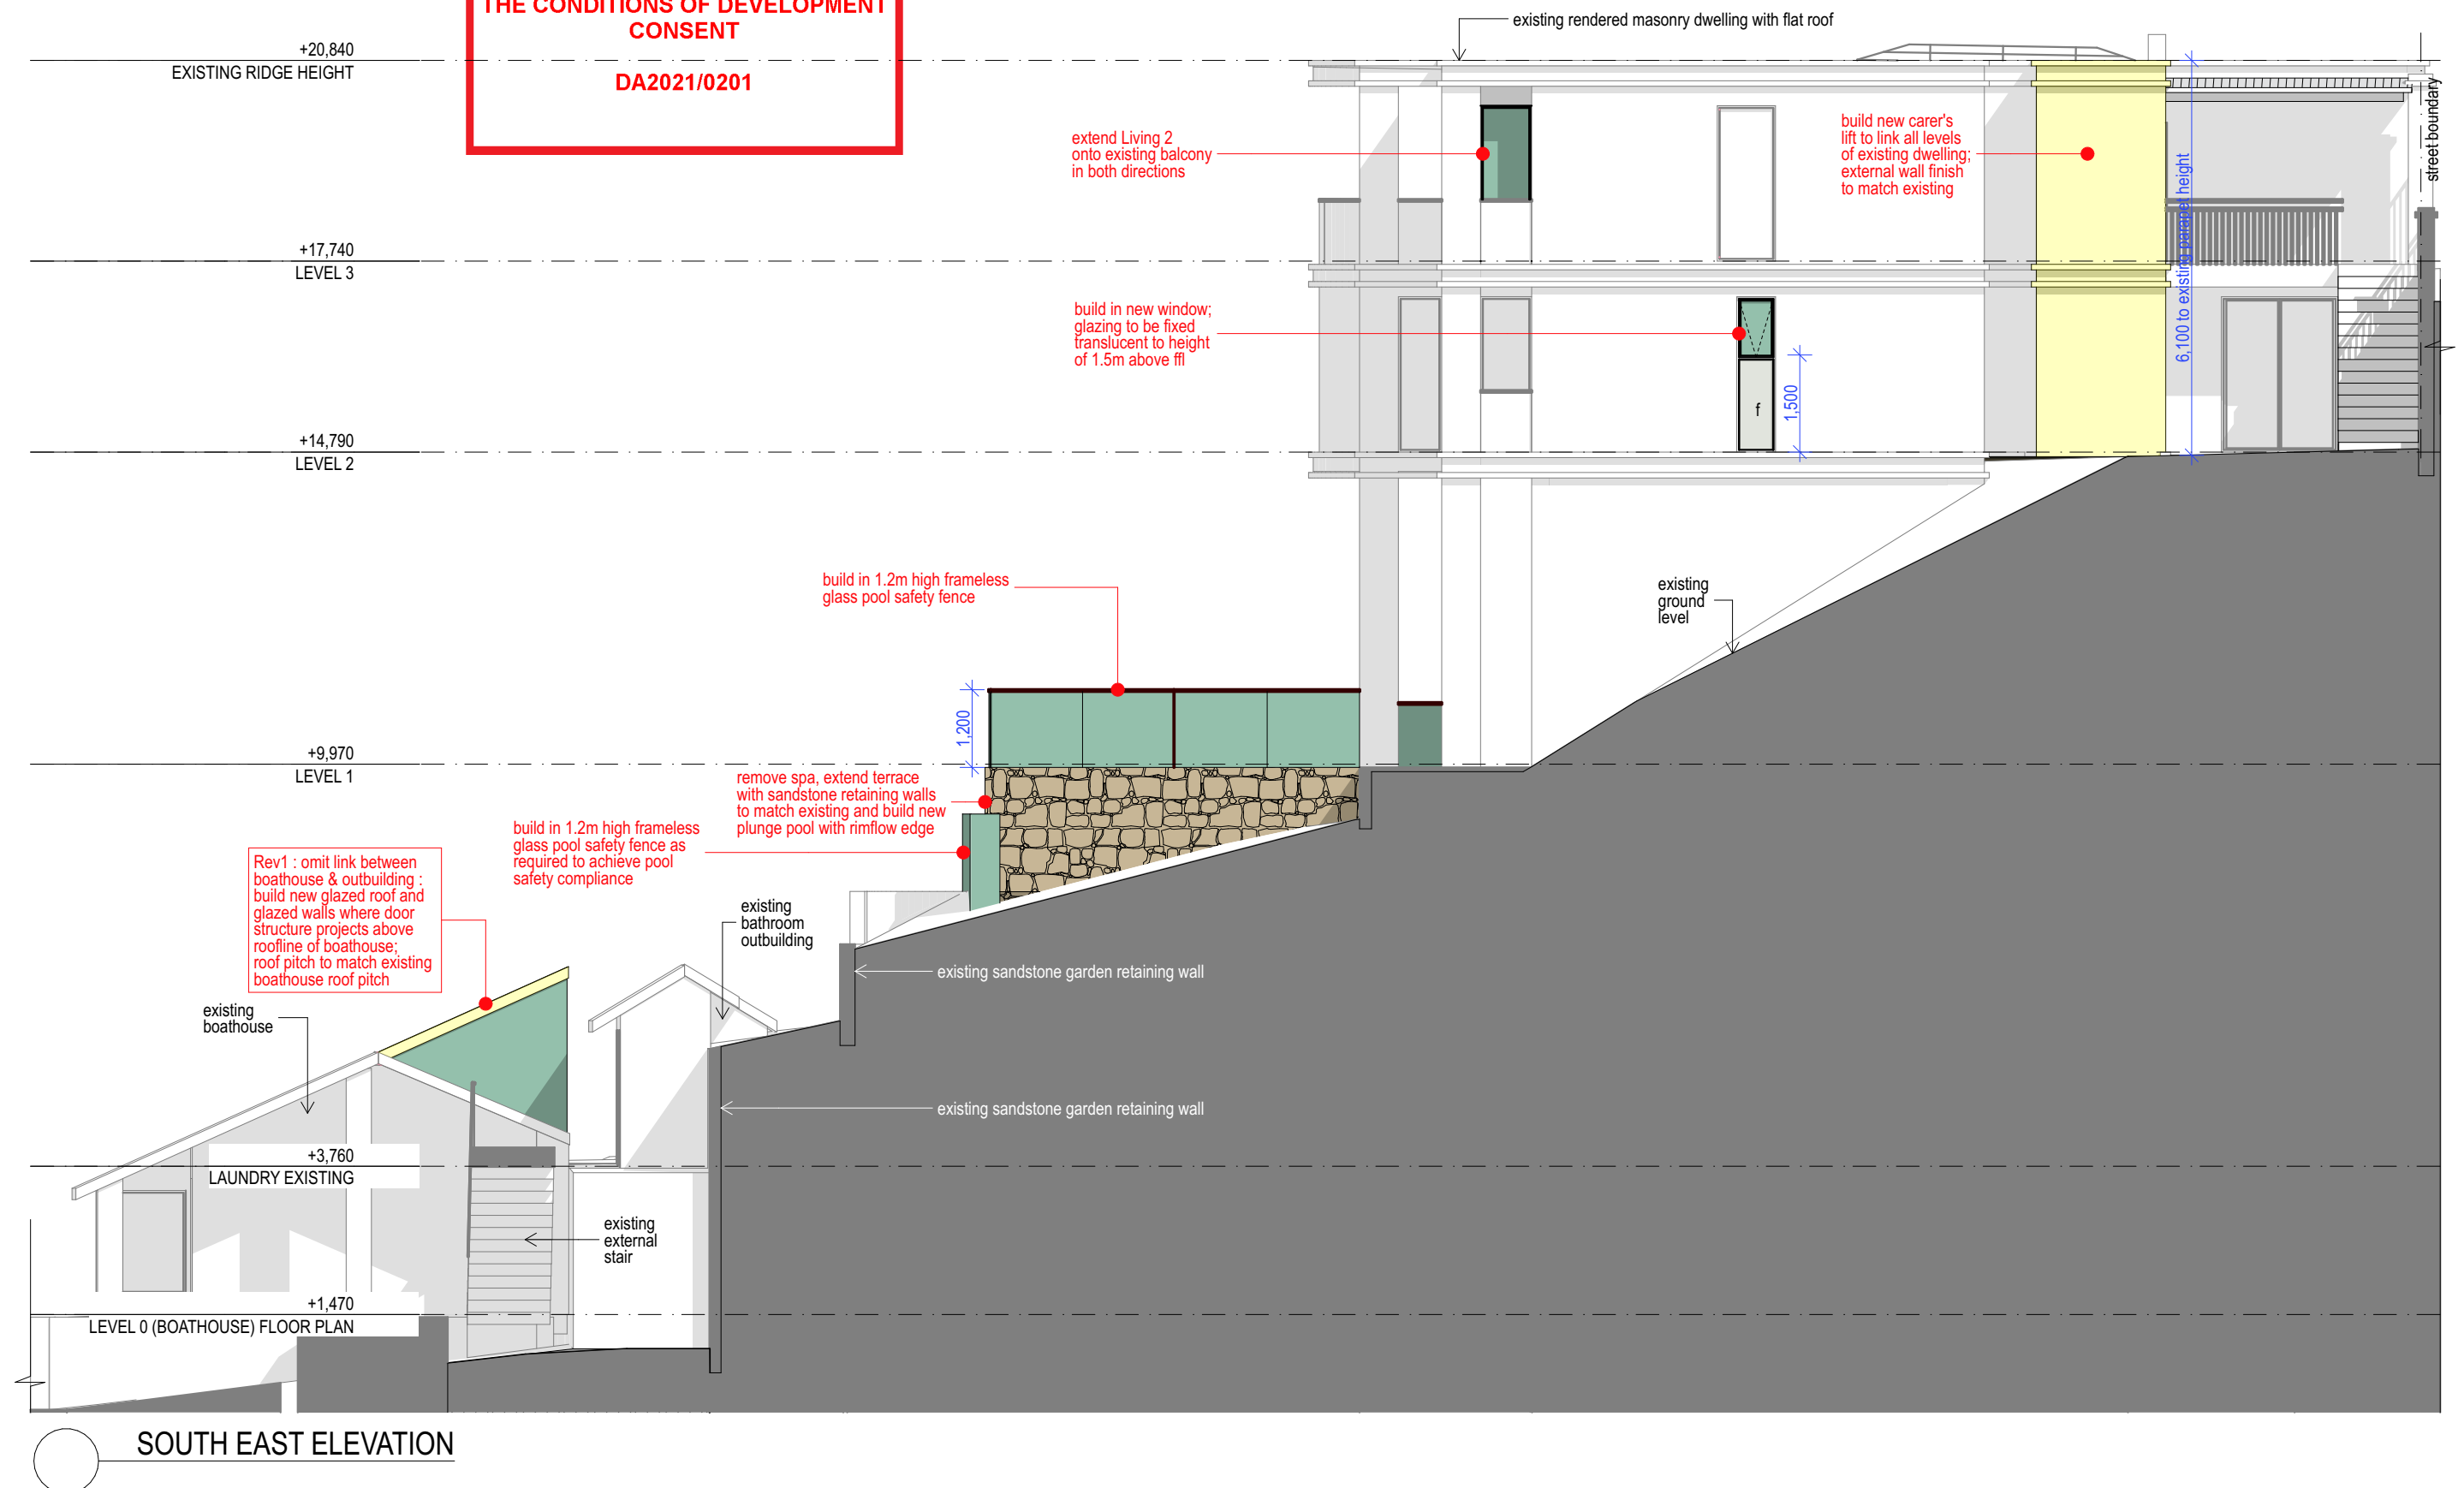 THE CONDITIONS OF DEVELOPMENT
CONSENT
DA2021/0201
existing rendered masonry dwelling with flat roof
+20,840
EXISTING RIDGE HEIGHT
street boundary
extend Living 2
onto existing balcony
in both directions
build new carer's
lift to link all levels
of existing dwelling;
external wall finish
to match existing
6,100 to existing parapet height
+17,740
LEVEL 3
build in new window;
glazing to be fixed
translucent to height
of 1.5m above ffl
f
1,500
+14,790
LEVEL 2
build in 1.2m high frameless
glass pool safety fence
existing
ground
level
1,200
+9,970
LEVEL 1
remove spa, extend terrace
with sandstone retaining walls
to match existing and build new
plunge pool with rimflow edge
build in 1.2m high frameless
glass pool safety fence as
required to achieve pool
safety compliance
Rev1 : omit link between
boathouse & outbuilding :
build new glazed roof and
glazed walls where door
structure projects above
roofline of boathouse;
roof pitch to match existing
boathouse roof pitch
existing
bathroom
outbuilding
existing sandstone garden retaining wall
existing
boathouse
existing sandstone garden retaining wall
+3,760
LAUNDRY EXISTING
existing
external
stair
+1,470
LEVEL 0 (BOATHOUSE) FLOOR PLAN
SOUTH EAST ELEVATION